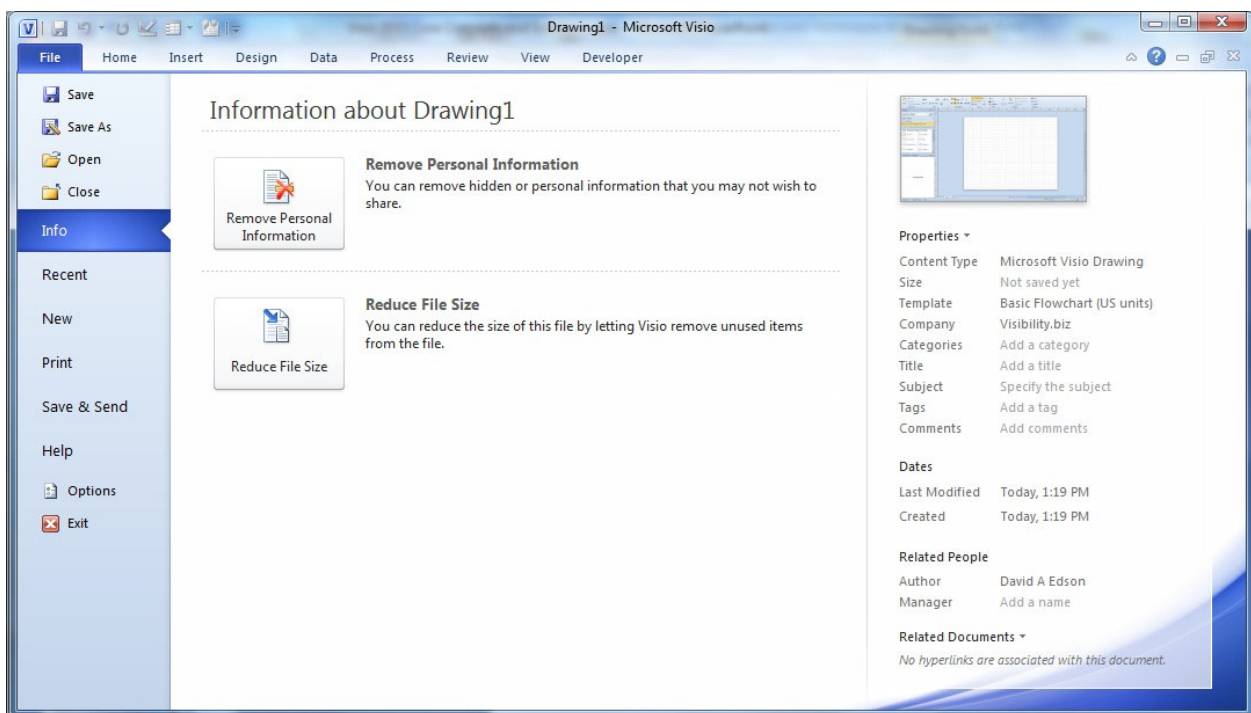 Drawing1 - Microsoft Visio
File Home Insert Design Data Process Review View Developer
Save
Save As
Open
Close
Info
Recent
New
Print
Save & Send
Help
Options
Exit
Information about Drawing1
Remove Personal
Information
Remove Personal Information
You can remove hidden or personal information that you may not wish to
share.
Reduce File Size
Reduce File Size
You can reduce the size of this file by letting Visio remove unused items
from the file.
Properties
Content Type Microsoft Visio Drawing
Size Not saved yet
Template Basic Flowchart (US units)
Company Visibility.biz
Categories Add a category
Title Add a title
Subject Specify the subject
Tags Add a tag
Comments Add comments
Dates
Last Modified Today, 1:19 PM
Created Today, 1:19 PM
Related People
Author David A Edson
Manager Add a name
Related Documents
No hyperlinks are associated with this document.